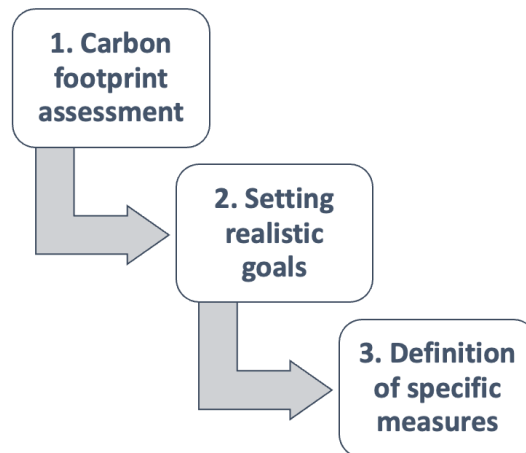 1. Carbon
footprint
assessment
2. Setting
realistic
goals
3. Definition
of specific
measures